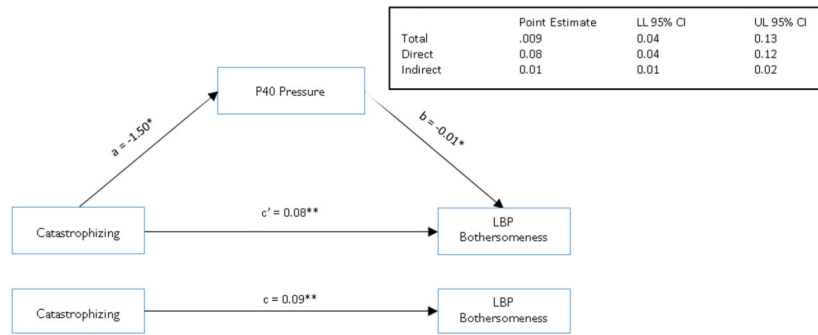 Point Estimate LL 95% CI UL 95% CI
Total .009 0.04 0.13
Direct 0.08 0.04 0.12
Indirect 0.01 0.01 0.02
P40 Pressure
a = -1.50*
b = -0.01*
Catastrophizing
c’ = 0.08**
LBP
Bothersomeness
Catastrophizing
c = 0.09**
LBP
Bothersomeness